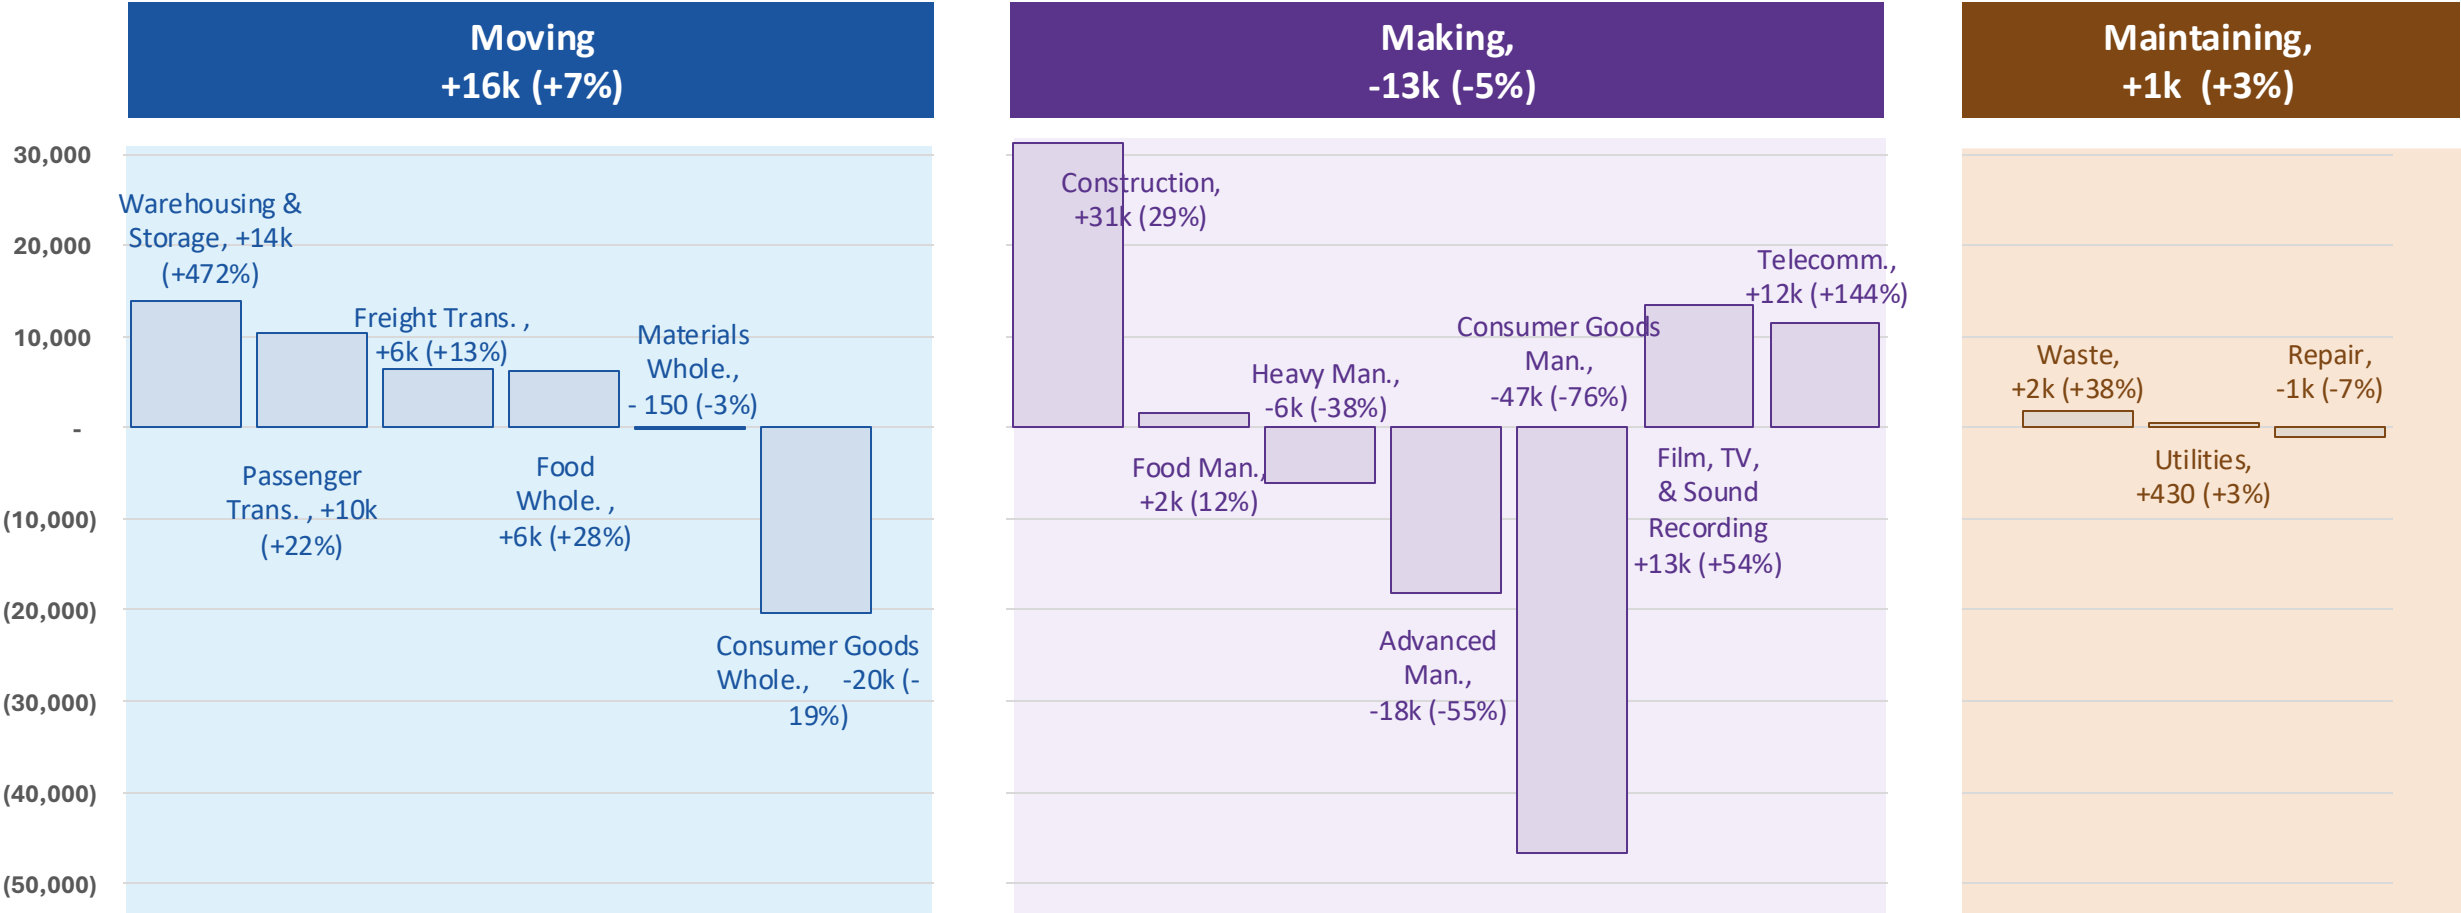 Moving
+16k (+7%)
Making,
-13k (-5%)
Maintaining,
+1k  (+3%)
30,000
20,000
10,000
-
(10,000)
(20,000)
(30,000)
(40,000)
(50,000)
Warehousing &
Storage, +14k
(+472%)
Passenger
Trans. , +10k
(+22%)
Freight Trans. ,
+6k (+13%)
Food
Whole. ,
+6k (+28%)
Materials
Whole.,
- 150 (-3%)
Consumer Goods
Whole.,    -20k (-
19%)
Construction,
+31k (29%)
Food Man.,
+2k (12%)
Heavy Man.,
-6k (-38%)
Advanced
Man.,
-18k (-55%)
Consumer Goods
Man.,
-47k (-76%)
Film, TV,
& Sound
Recording
+13k (+54%)
Telecomm.,
+12k (+144%)
Waste,
+2k (+38%)
Utilities,
+430 (+3%)
Repair,
-1k (-7%)